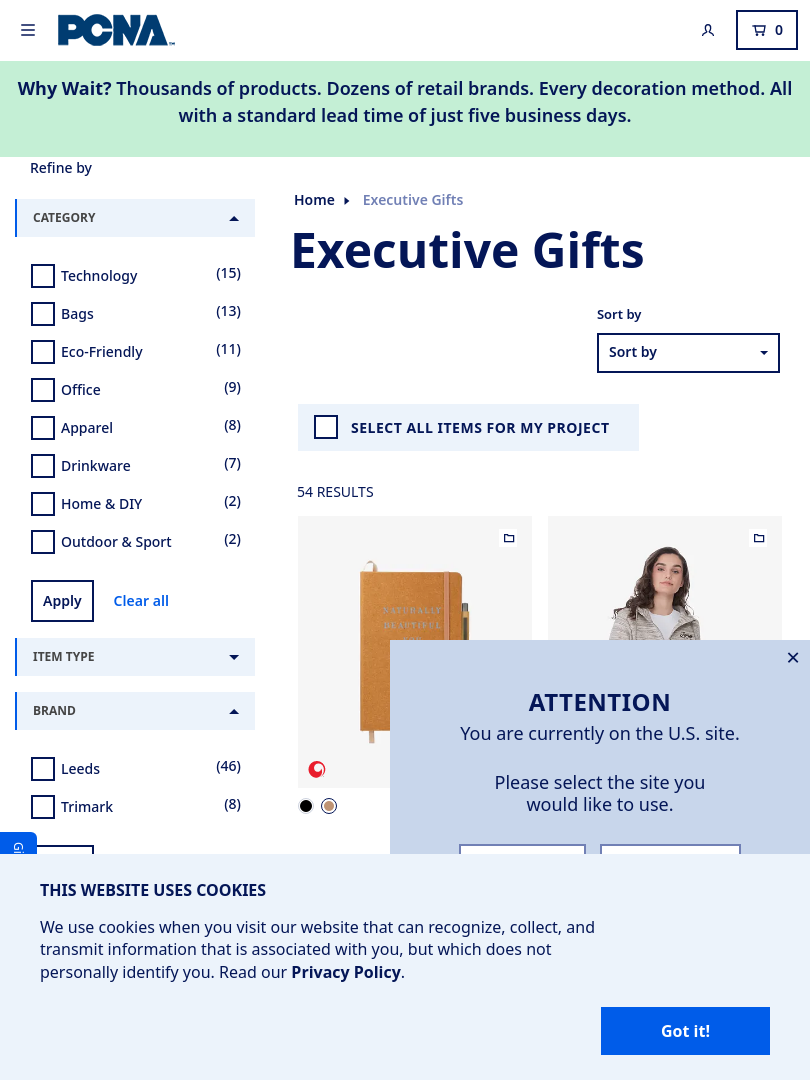 PCNA
0
Why Wait? Thousands of products. Dozens of retail brands. Every decoration method. All
with a standard lead time of just five business days.
Refine by
CATEGORY
Technology (15)
Bags (13)
Eco-Friendly (11)
Office (9)
Apparel (8)
Drinkware (7)
Home & DIY (2)
Outdoor & Sport (2)
Apply Clear all
ITEM TYPE
BRAND
Leeds (46)
Trimark (8)
Home Executive Gifts
Executive Gifts
Sort by
Sort by
SELECT ALL ITEMS FOR MY PROJECT
54 RESULTS
NATURALLY
BEAUTIFUL
ATTENTION
You are currently on the U.S. site.
Please select the site you
would like to use.
THIS WEBSITE USES COOKIES
We use cookies when you visit our website that can recognize, collect, and
transmit information that is associated with you, but which does not
personally identify you. Read our Privacy Policy.
Got it!